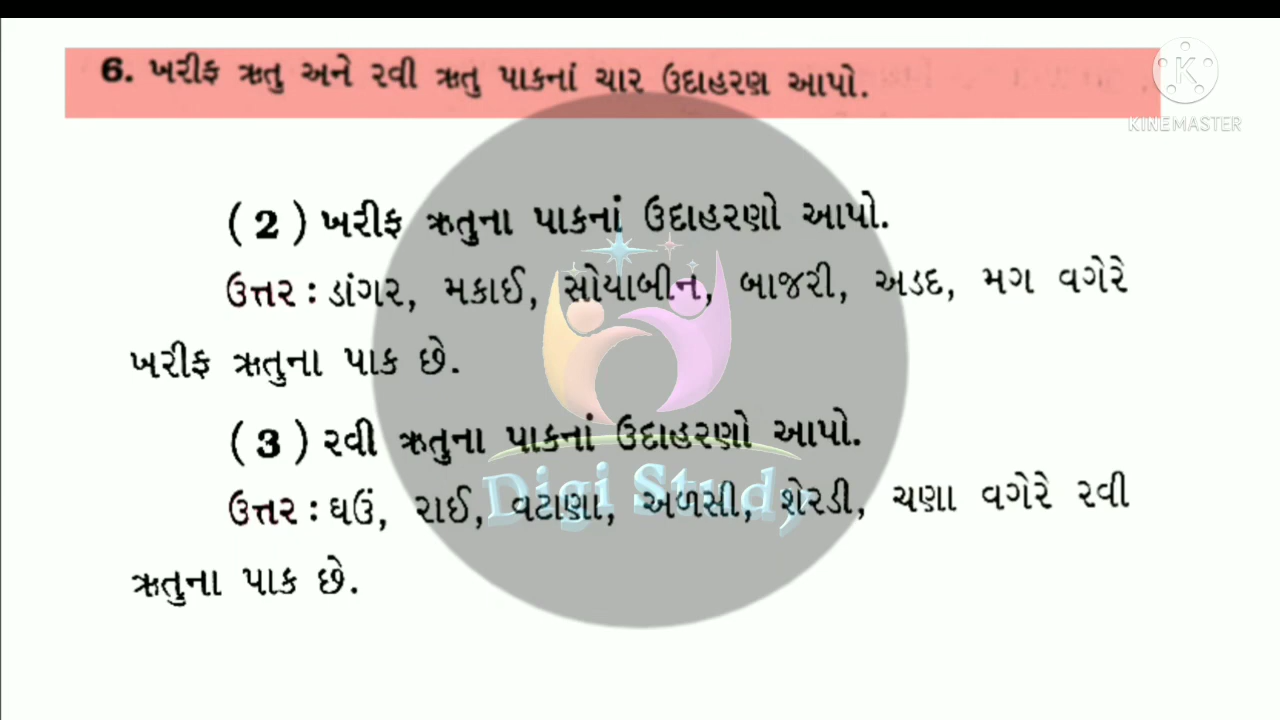 6. ખરીફ ઋતુ અને રવી ઋતુ પાકનાં ચાર ઉદાહરણ આપો.
KINEMASTER
(2) ખરીફ ઋતુના પાકનાં ઉદાહરણો આપો.
ઉત્તર : ડાંગર, મકાઈ, સોયાબીન, બાજરી, અડદ, મગ વગેરે
ખરીફ ઋતુના પાક છે.
(3) રવી ઋતુના પાકનાં ઉદાહરણો આપો.
Digi Study
ઉત્તર : ઘઉં, રાઈ, વટાણા, અળસી, શેરડી, ચણા વગેરે રવી
ઋતુના પાક છે.